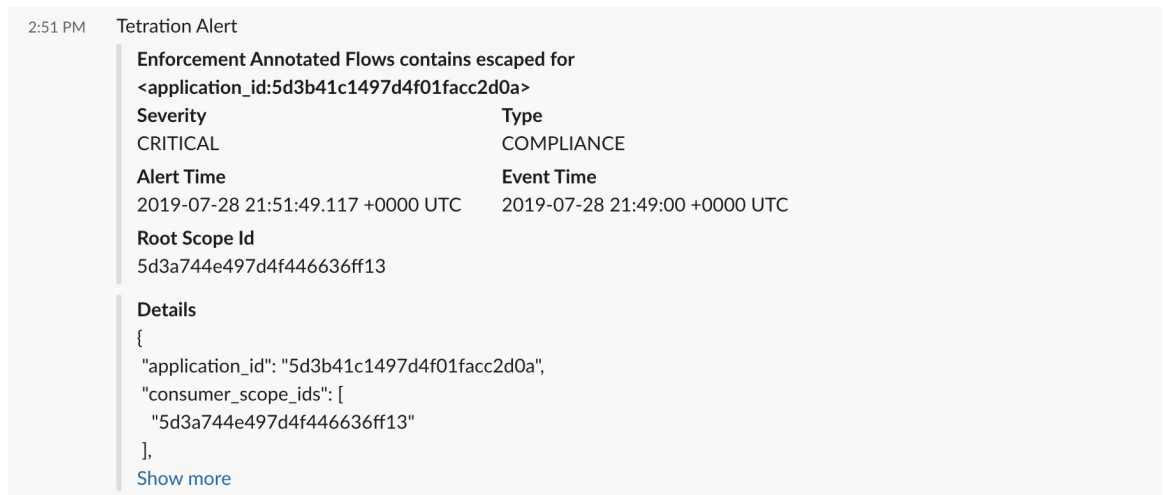 2:51 PM Tetration Alert
Enforcement Annotated Flows contains escaped for
<application_id:5d3b41c1497d4f01facc2d0a>
Severity Type
CRITICAL COMPLIANCE
Alert Time Event Time
2019-07-28 21:51:49.117 +0000 UTC 2019-07-28 21:49:00 +0000 UTC
Root Scope Id
5d3a744e497d4f446636ff13
Details
{
"application_id": "5d3b41c1497d4f01facc2d0a",
"consumer_scope_ids": [
"5d3a744e497d4f446636ff13"
],
Show more